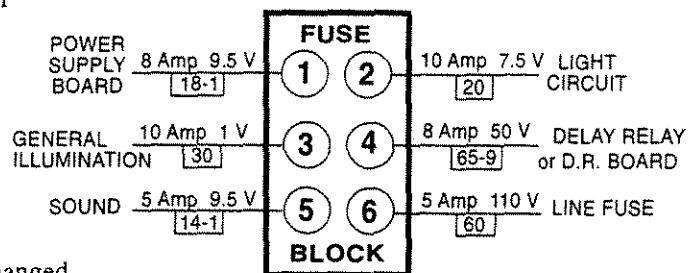 FUSE
POWER
SUPPLY
BOARD
8 Amp 9.5 V
18-1
1
2
10 Amp 7.5 V
20
LIGHT
CIRCUIT
GENERAL
ILLUMINATION
10 Amp 1 V
30
3
4
8 Amp 50 V
65-9
DELAY RELAY
or D.R. BOARD
SOUND
5 Amp 9.5 V
14-1
5
6
5 Amp 110 V
60
LINE FUSE
BLOCK